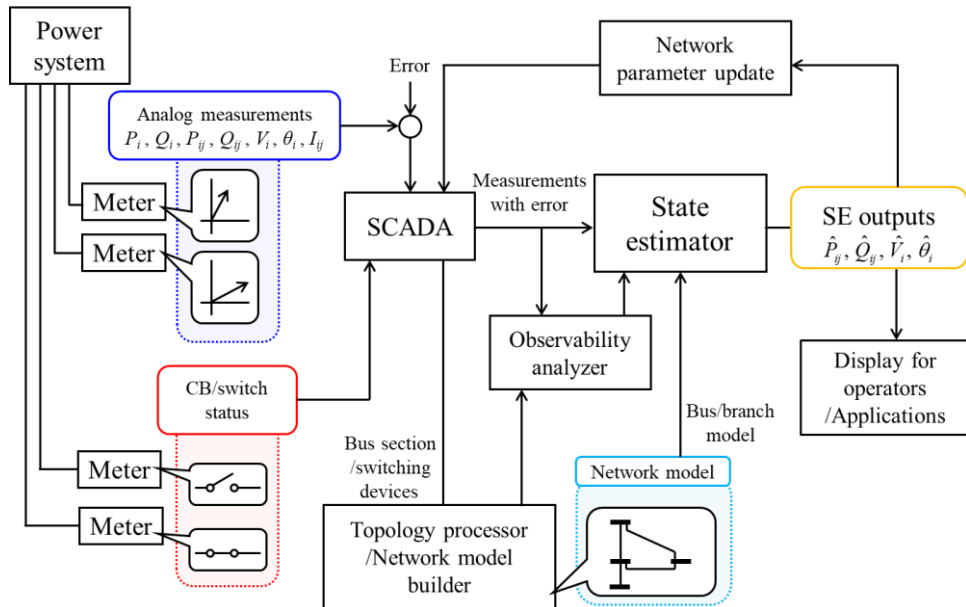 Power
system
Error
Network
parameter update
Analog measurements
P_i, Q_i, P_ij, Q_ij, V_i, θ_i, I_ij
Meter
Meter
SCADA
Measurements
with error
State
estimator
SE outputs
P̂_ij, Q̂_ij, V̂_i, θ̂_i
Observability
analyzer
Display for
operators
/Applications
CB/switch
status
Bus section
/switching
devices
Bus/branch
model
Meter
Meter
Network model
Topology processor
/Network model
builder